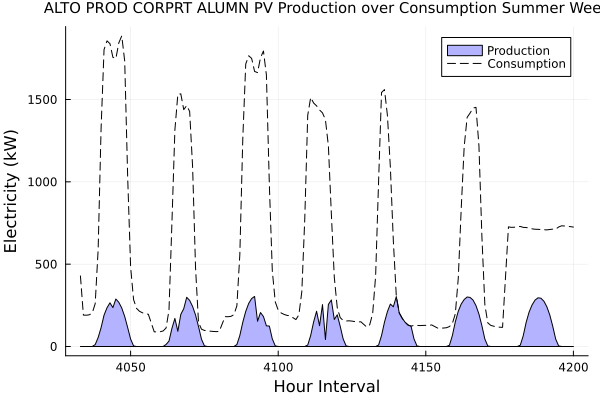 ALTO PROD CORPRT ALUMN PV Production over Consumption Summer Wee
Production
Consumption
1500
1000
500
0
Electricity (kW)
4050
4100
4150
4200
Hour Interval